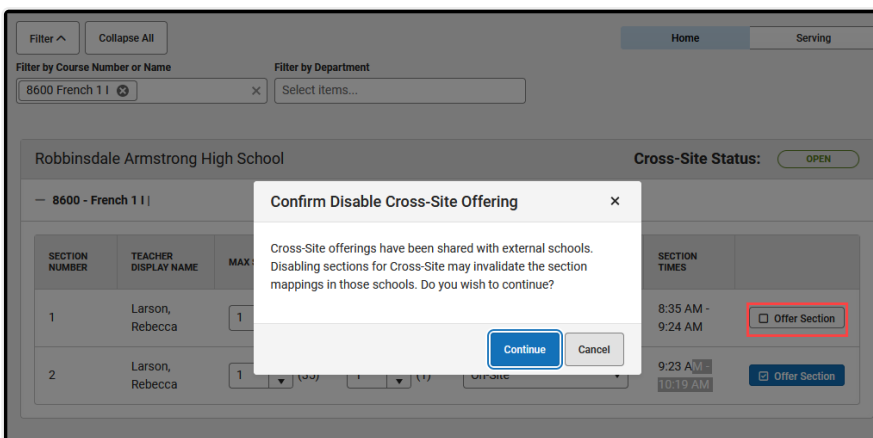 Filter
Collapse All
Home
Serving
Filter by Course Number or Name
Filter by Department
8600 French 1 I
Select items...
Robbinsdale Armstrong High School
Cross-Site Status:
OPEN
8600 - French 1 I |
Confirm Disable Cross-Site Offering
Cross-Site offerings have been shared with external schools.
Disabling sections for Cross-Site may invalidate the section
mappings in those schools. Do you wish to continue?
Continue
Cancel
SECTION
NUMBER
TEACHER
DISPLAY NAME
MAX
SECTION
TIMES
1
Larson,
Rebecca
1
8:35 AM -
9:24 AM
Offer Section
2
Larson,
Rebecca
1
(35)
1
(1)
On-Site
9:23 AM -
10:19 AM
Offer Section